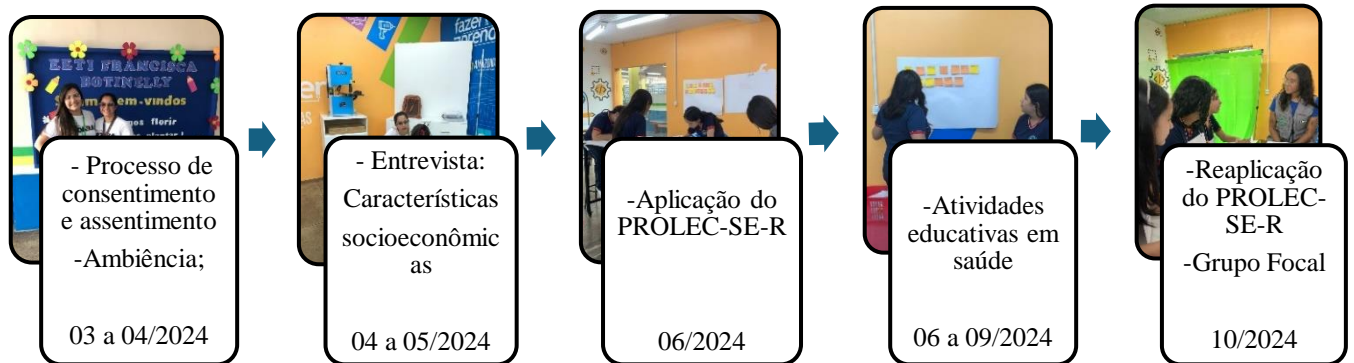 EETI FRANCISCA
BOTINELLY
fazer
- Processo de
consentimento
e assentimento
-Ambiência;
03 a 04/2024
- Entrevista:
Características
socioeconômic
as
04 a 05/2024
-Aplicação do
PROLEC-SE-R
06/2024
-Atividades
educativas em
saúde
06 a 09/2024
-Reaplicação
do PROLEC-
SE-R
-Grupo Focal
10/2024